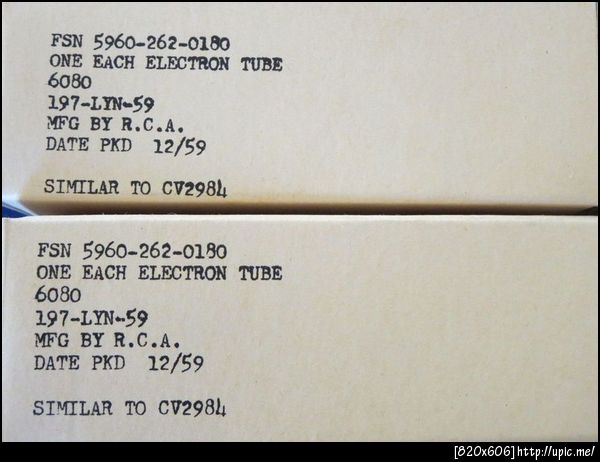 FSN 5960-262-0180
ONE EACH ELECTRON TUBE
6080
197-LYN-59
MFG BY R.C.A.
DATE PKD 12/59
SIMILAR TO CV2984
FSN 5960-262-0180
ONE EACH ELECTRON TUBE
6080
197-LYN-59
MFG BY R.C.A.
DATE PKD 12/59
SIMILAR TO CV2984
[820x606]http://upic.me/